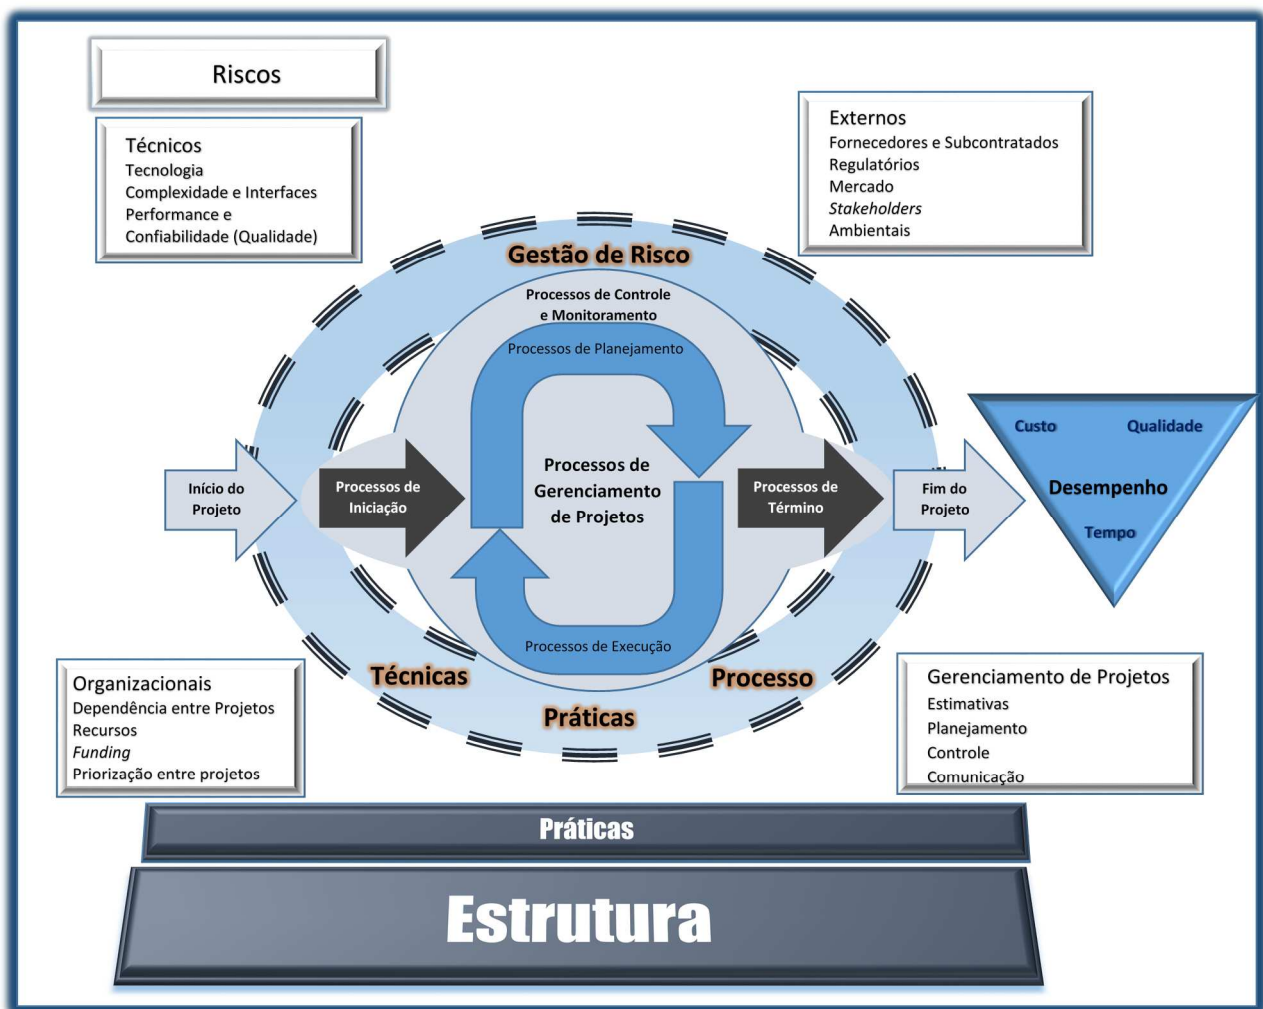 Riscos
Técnicos
Tecnologia
Complexidade e Interfaces
Performance e
Confiabilidade (Qualidade)
Externos
Fornecedores e Subcontratados
Regulatórios
Mercado
Stakeholders
Ambientais
Gestão de Risco
Processos de Controle
e Monitoramento
Processos de Planejamento
Início do
Projeto
Processos de
Iniciação
Processos de
Gerenciamento
de Projetos
Processos de
Término
Fim do
Projeto
Custo
Qualidade
Desempenho
Tempo
Processos de Execução
Técnicas
Processo
Práticas
Organizacionais
Dependência entre Projetos
Recursos
Funding
Priorização entre projetos
Gerenciamento de Projetos
Estimativas
Planejamento
Controle
Comunicação
Práticas
Estrutura